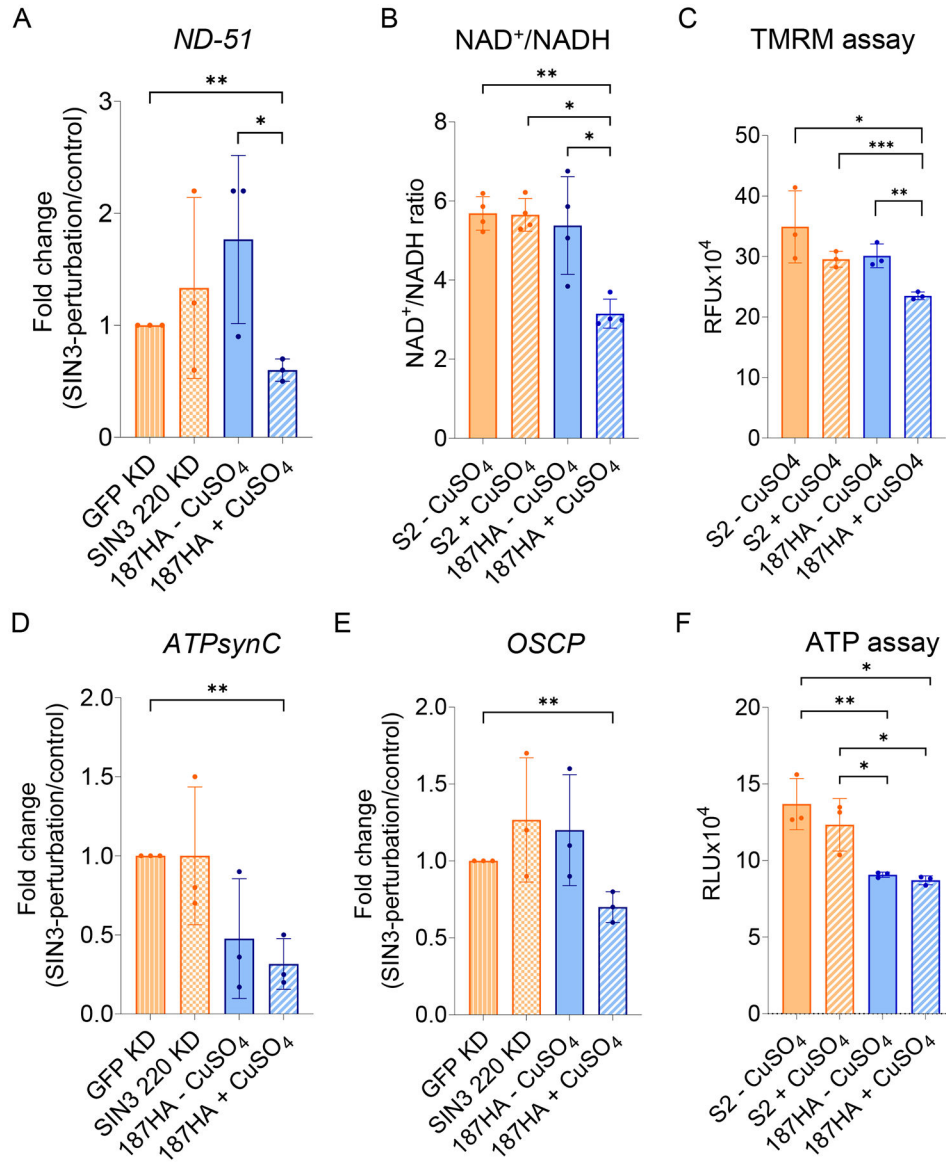 A
ND-51
Fold change
(SIN3-perturbation/control)
3
2
1
0
**
*
GFP KD
SIN3 220 KD
187HA - CuSO₄
187HA + CuSO₄
B
NAD⁺/NADH
NAD⁺/NADH ratio
8
6
4
2
0
**
*
*
S2 - CuSO₄
S2 + CuSO₄
187HA - CuSO₄
187HA + CuSO₄
C
TMRM assay
RFUx10⁴
50
40
30
20
10
0
*
***
**
S2 - CuSO4
S2 + CuSO4
187HA - CuSO₄
187HA + CuSO₄
D
ATPsynC
Fold change
(SIN3-perturbation/control)
2.0
1.5
1.0
0.5
0.0
**
GFP KD
SIN3 220 KD
187HA - CuSO₄
187HA + CuSO₄
E
OSCP
Fold change
(SIN3-perturbation/control)
2.0
1.5
1.0
0.5
0.0
**
GFP KD
SIN3 220 KD
187HA - CuSO₄
187HA + CuSO₄
F
ATP assay
RLUx10⁴
20
15
10
5
0
*
**
*
*
S2 - CuSO₄
S2 + CuSO₄
187HA - CuSO₄
187HA + CuSO₄